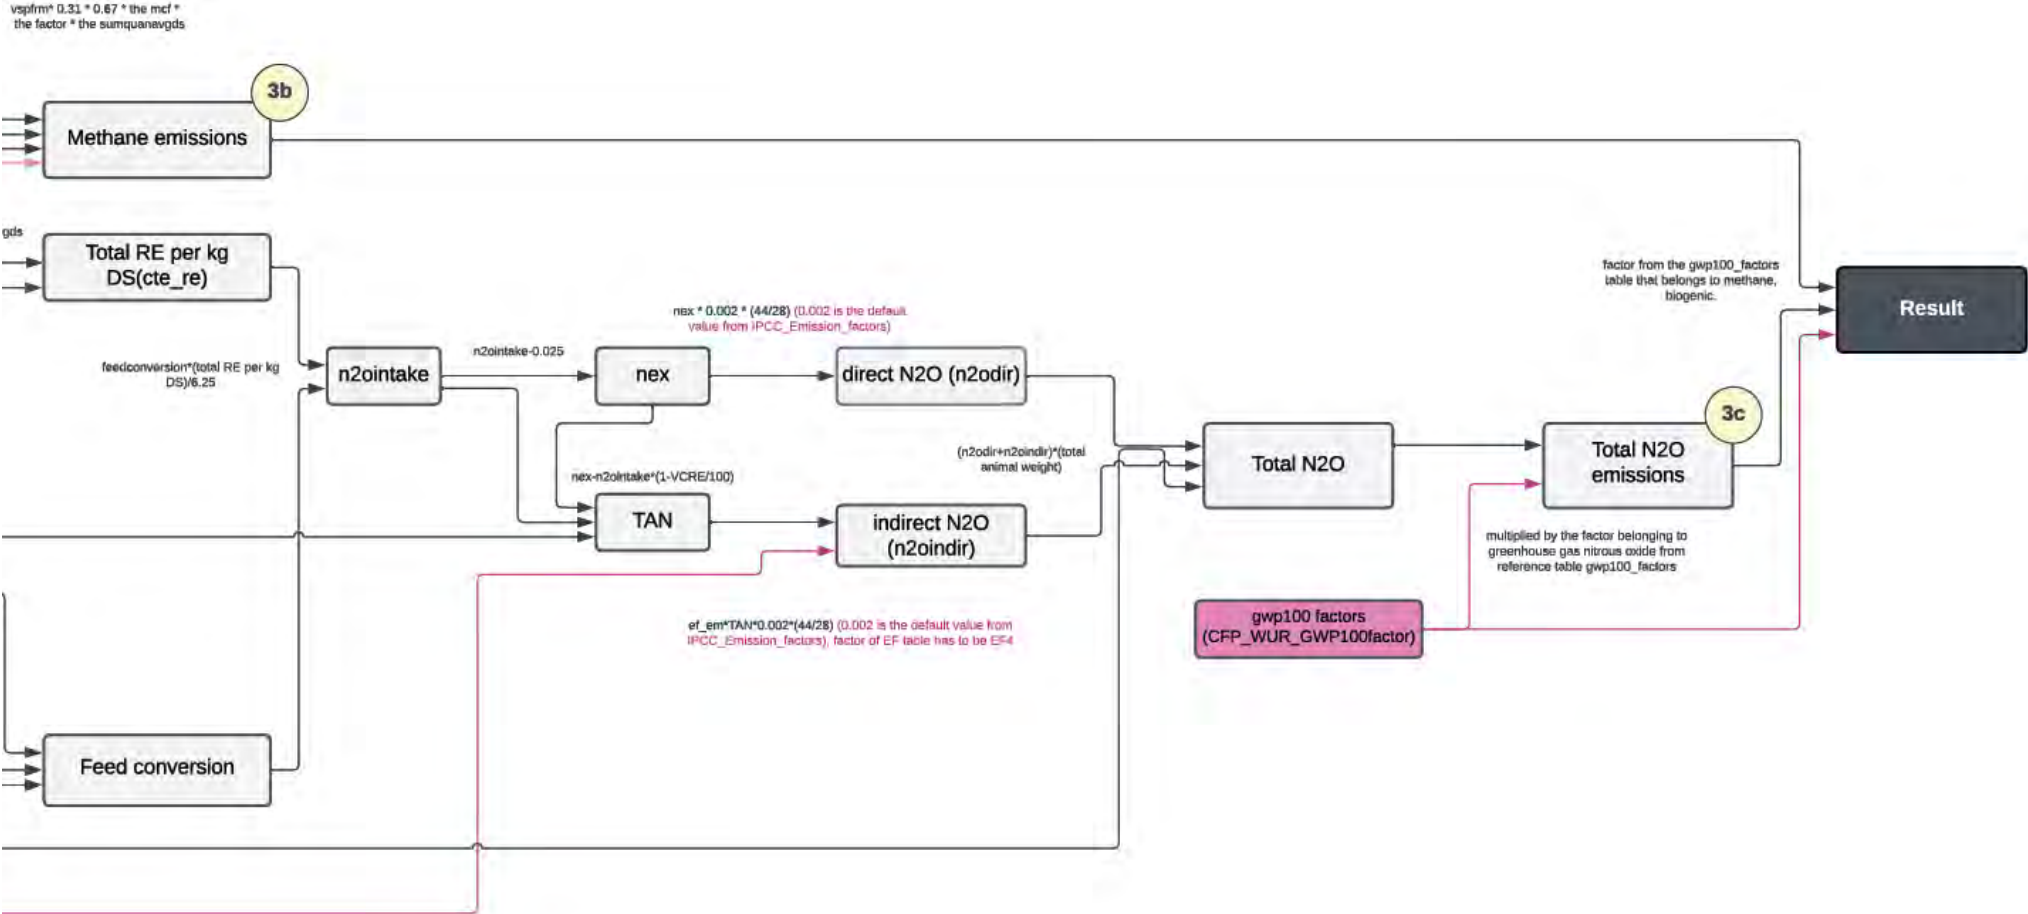 vspfrm* 0.31 * 0.67 * the mcf *
the factor * the sumquanavgds
3b
Methane emissions
gds
Total RE per kg
DS(cte_re)
factor from the gwp100_factors
table that belongs to methane,
biogenic.
Result
nex * 0.002 * (44/28) (0.002 is the default
value from IPCC_Emission_factors)
n2ointake-0.025
feedconversion*(total RE per kg
DS)/6.25
n2ointake
nex
direct N2O (n2odir)
3c
(n2odir+n2oindir)*(total
animal weight)
Total N2O
Total N2O
emissions
nex-n2ointake*(1-VCRE/100)
TAN
indirect N2O
(n2oindir)
multiplied by the factor belonging to
greenhouse gas nitrous oxide from
reference table gwp100_factors
gwp100 factors
(CFP_WUR_GWP100factor)
ef_em*TAN*0.002*(44/28) (0.002 is the default value from
IPCC_Emission_factors), factor of EF table has to be EF4
Feed conversion